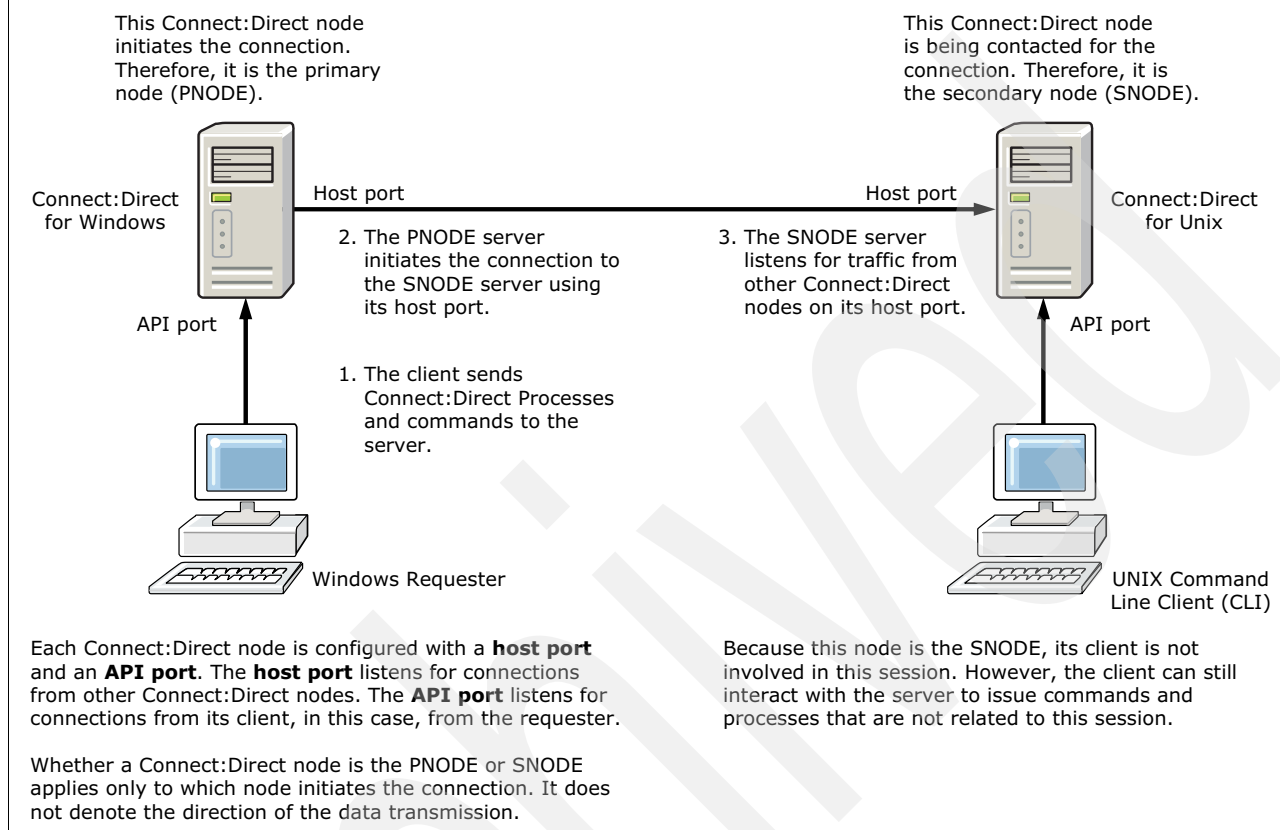 This Connect:Direct node
initiates the connection.
Therefore, it is the primary
node (PNODE).
This Connect:Direct node
is being contacted for the
connection. Therefore, it is
the secondary node (SNODE).
Connect:Direct
for Windows
Host port
Host port
Connect:Direct
for Unix
2. The PNODE server
initiates the connection to
the SNODE server using
its host port.
3. The SNODE server
listens for traffic from
other Connect:Direct
nodes on its host port.
API port
API port
1. The client sends
Connect:Direct Processes
and commands to the
server.
Windows Requester
UNIX Command
Line Client (CLI)
Each Connect:Direct node is configured with a host port
and an API port. The host port listens for connections
from other Connect:Direct nodes. The API port listens for
connections from its client, in this case, from the requester.
Whether a Connect:Direct node is the PNODE or SNODE
applies only to which node initiates the connection. It does
not denote the direction of the data transmission.
Because this node is the SNODE, its client is not
involved in this session. However, the client can still
interact with the server to issue commands and
processes that are not related to this session.